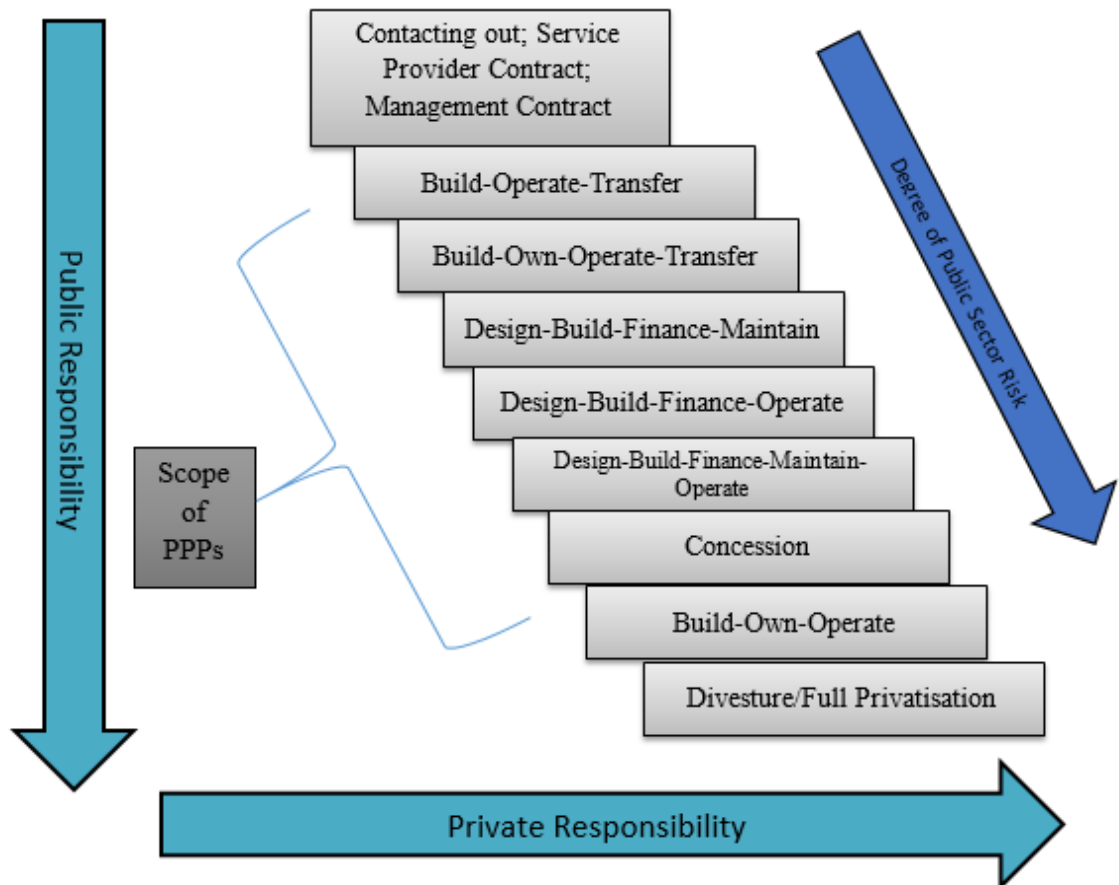 Contacting out; Service
Provider Contract;
Management Contract
Build-Operate-Transfer
Build-Own-Operate-Transfer
Design-Build-Finance-Maintain
Design-Build-Finance-Operate
Design-Build-Finance-Maintain-
Operate
Concession
Build-Own-Operate
Divesture/Full Privatisation
Public Responsibility
Scope
of
PPPs
Degree of Public Sector Risk
Private Responsibility